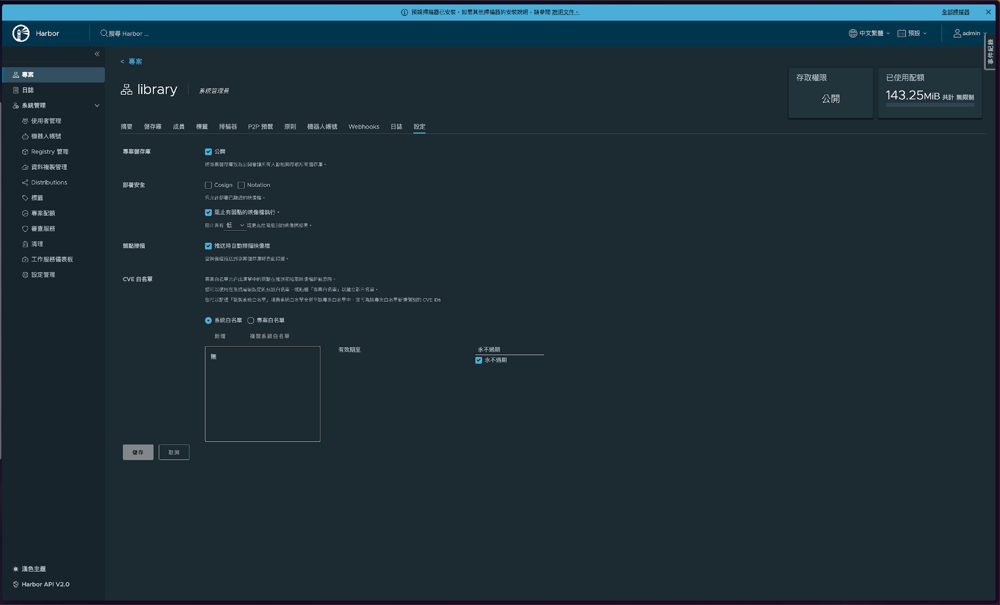 預設掃描器已安裝。如需其他掃描器的安裝說明,請參閱 說明文件。
全部掃描器
Harbor
搜尋 Harbor ...
中文繁體
預設
admin
事件紀錄
專案
日誌
系統管理
使用者管理
機器人帳號
Registry 管理
資料複製管理
Distributions
標籤
專案配額
審查服務
清理
工作服務儀表板
設定管理
淺色主題
Harbor API V2.0
< 專案
library
系統管理員
存取權限
公開
已使用配額
143.25MiB 共計 無限制
摘要 儲存庫 成員 標籤 掃描器 P2P 預載 原則 機器人帳號 Webhooks 日誌 設定
專案儲存庫
公開
將專案儲存庫設為公開會讓所有人都能夠存取所有儲存庫。
部署安全
Cosign Notation
只允許部署已驗證的映像檔。
阻止有弱點的映像檔執行。
阻止具有 低 或更高危險級別的映像檔部署。
弱點掃描
推送時自動掃描映像檔
當映像檔推送到專案儲存庫時自動掃描。
CVE 白名單
專案白名單允許此清單中的弱點在推送和拉取映像檔時被忽略。
您可以使用在系統層級設定的預設白名單,或點選「專案白名單」以建立新白名單。
您可以點選「複製系統白名單」項將系統白名單合併至該專案白名單中,並可為該專案白名單新增個別的 CVE IDs
系統白名單 專案白名單
新增 複製系統白名單
無
有效期至
永不過期
永不過期
儲存 取消